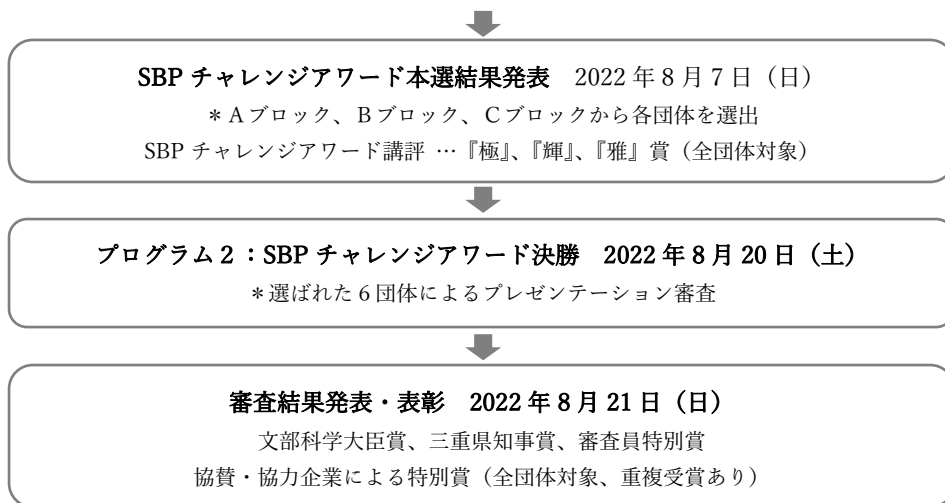 SBP チャレンジアワード本選結果発表　2022 年 8 月 7 日（日）
＊Aブロック、Bブロック、Cブロックから各団体を選出
SBP チャレンジアワード講評 …『極』、『輝』、『雅』賞（全団体対象）
プログラム２：SBP チャレンジアワード決勝　2022 年 8 月 20 日（土）
＊選ばれた６団体によるプレゼンテーション審査
審査結果発表・表彰　2022 年 8 月 21 日（日）
文部科学大臣賞、三重県知事賞、審査員特別賞
協賛・協力企業による特別賞（全団体対象、重複受賞あり）